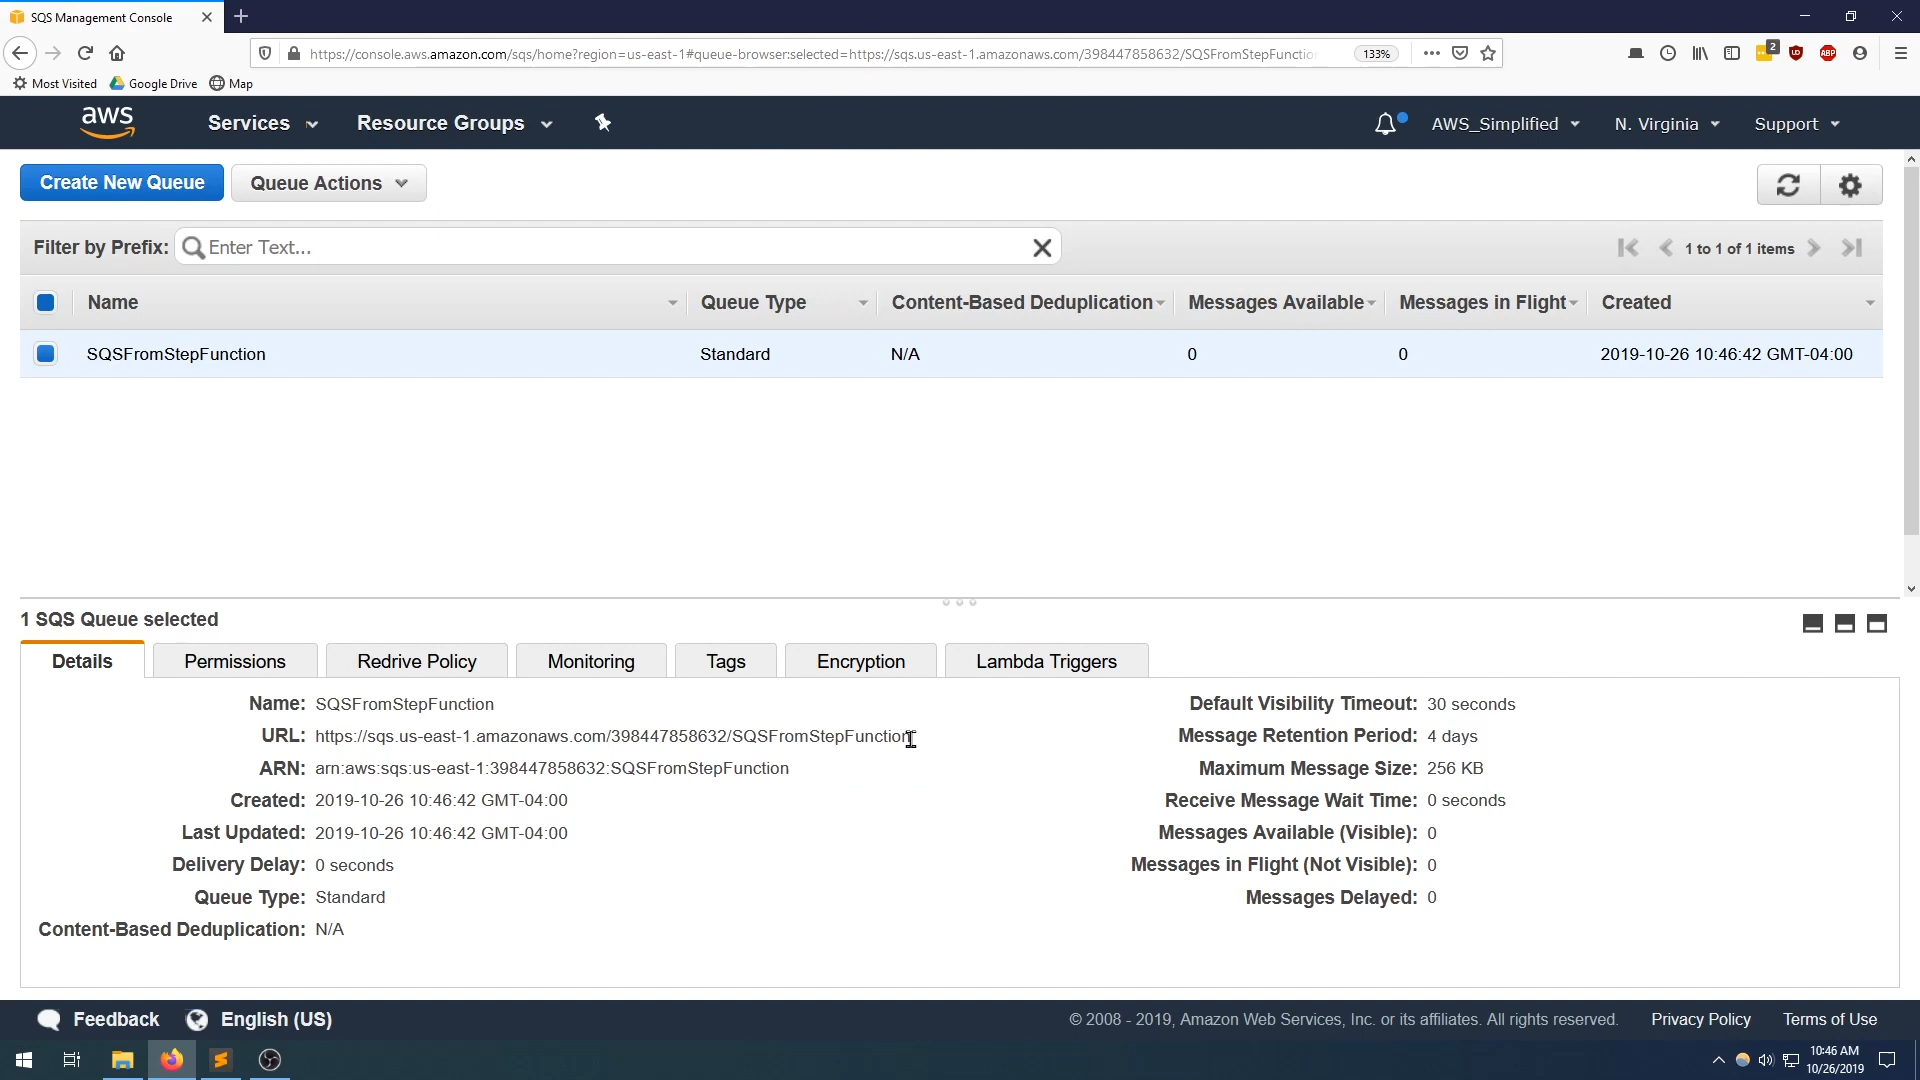 SQS Management Console
https://console.aws.amazon.com/sqs/home?region=us-east-1#queue-browser:selected=https://sqs.us-east-1.amazonaws.com/398447858632/SQSFromStepFunctio
133%
2
ABP
Most Visited
Google Drive
Map
aws
Services
Resource Groups
AWS_Simplified
N. Virginia
Support
Create New Queue
Queue Actions
Filter by Prefix:
Enter Text...
1 to 1 of 1 items
Name
Queue Type
Content-Based Deduplication
Messages Available
Messages in Flight
Created
SQSFromStepFunction
Standard
N/A
0
0
2019-10-26 10:46:42 GMT-04:00
1 SQS Queue selected
Details
Permissions
Redrive Policy
Monitoring
Tags
Encryption
Lambda Triggers
Name: SQSFromStepFunction
URL: https://sqs.us-east-1.amazonaws.com/398447858632/SQSFromStepFunction
ARN: arn:aws:sqs:us-east-1:398447858632:SQSFromStepFunction
Created: 2019-10-26 10:46:42 GMT-04:00
Last Updated: 2019-10-26 10:46:42 GMT-04:00
Delivery Delay: 0 seconds
Queue Type: Standard
Content-Based Deduplication: N/A
Default Visibility Timeout: 30 seconds
Message Retention Period: 4 days
Maximum Message Size: 256 KB
Receive Message Wait Time: 0 seconds
Messages Available (Visible): 0
Messages in Flight (Not Visible): 0
Messages Delayed: 0
Feedback
English (US)
© 2008 - 2019, Amazon Web Services, Inc. or its affiliates. All rights reserved.
Privacy Policy
Terms of Use
10:46 AM
10/26/2019